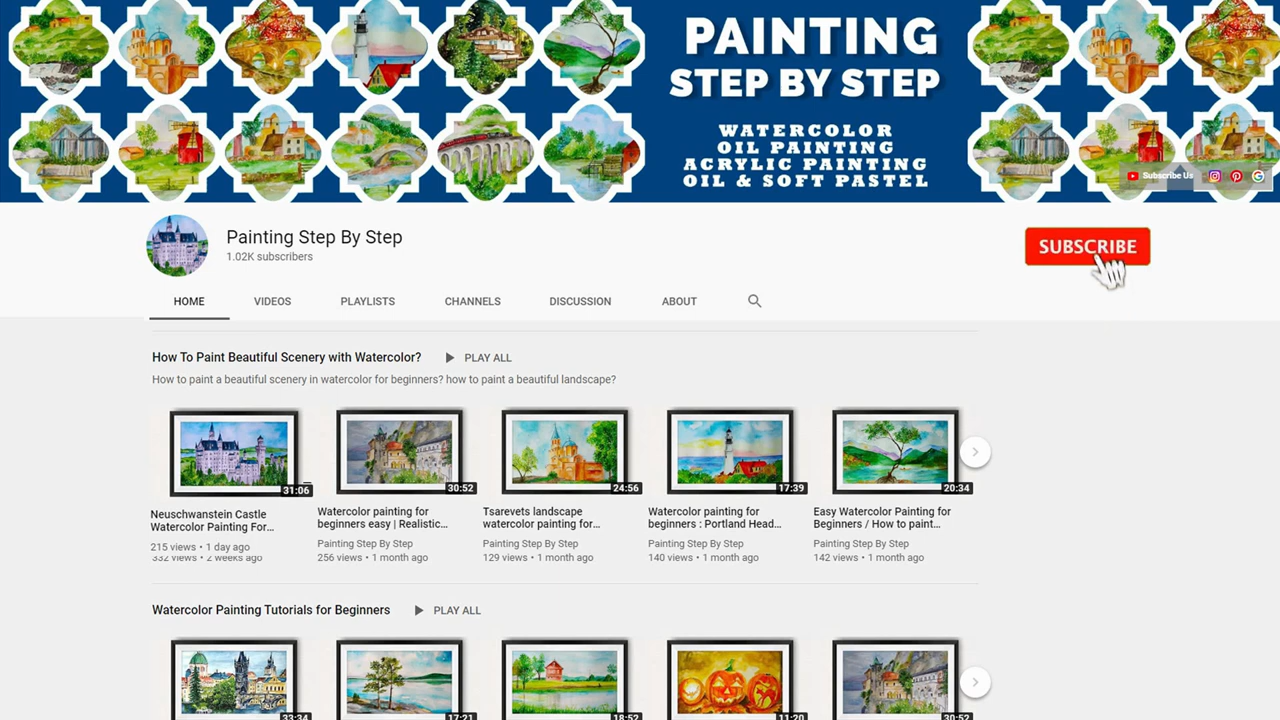 PAINTING
STEP BY STEP
WATERCOLOR
OIL PAINTING
ACRYLIC PAINTING
OIL & SOFT PASTEL
Subscribe Us
Painting Step By Step
1.02K subscribers
SUBSCRIBE
HOME VIDEOS PLAYLISTS CHANNELS DISCUSSION ABOUT
How To Paint Beautiful Scenery with Watercolor? PLAY ALL
How to paint a beautiful scenery in watercolor for beginners? how to paint a beautiful landscape?
31:06 30:52 24:56 17:39 20:34
Neuschwanstein Castle
Watercolor Painting For...
215 views • 1 day ago
332 views • 2 weeks ago
Watercolor painting for
beginners easy | Realistic...
Painting Step By Step
256 views • 1 month ago
Tsarevets landscape
watercolor painting for...
Painting Step By Step
129 views • 1 month ago
Watercolor painting for
beginners : Portland Head...
Painting Step By Step
140 views • 1 month ago
Easy Watercolor Painting for
Beginners / How to paint...
Painting Step By Step
142 views • 1 month ago
Watercolor Painting Tutorials for Beginners PLAY ALL
33:34 17:21 18:52 11:20 30:52